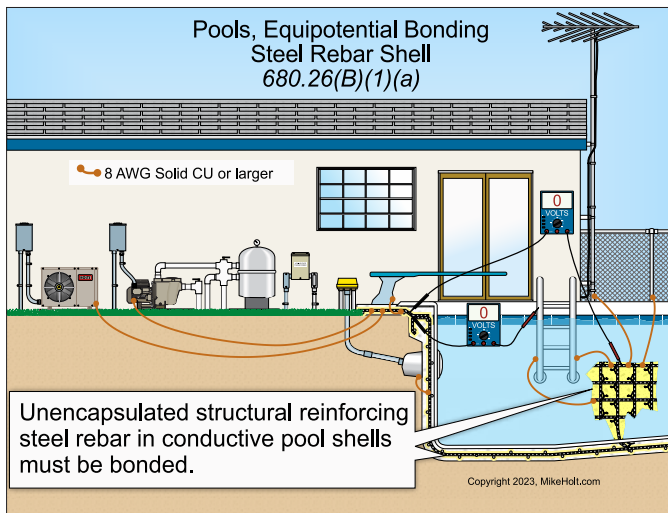 Pools, Equipotential Bonding
Steel Rebar Shell
680.26(B)(1)(a)
8 AWG Solid CU or larger
0
VOLTS
0
VOLTS
Unencapsulated structural reinforcing
steel rebar in conductive pool shells
must be bonded.
Copyright 2023, MikeHolt.com